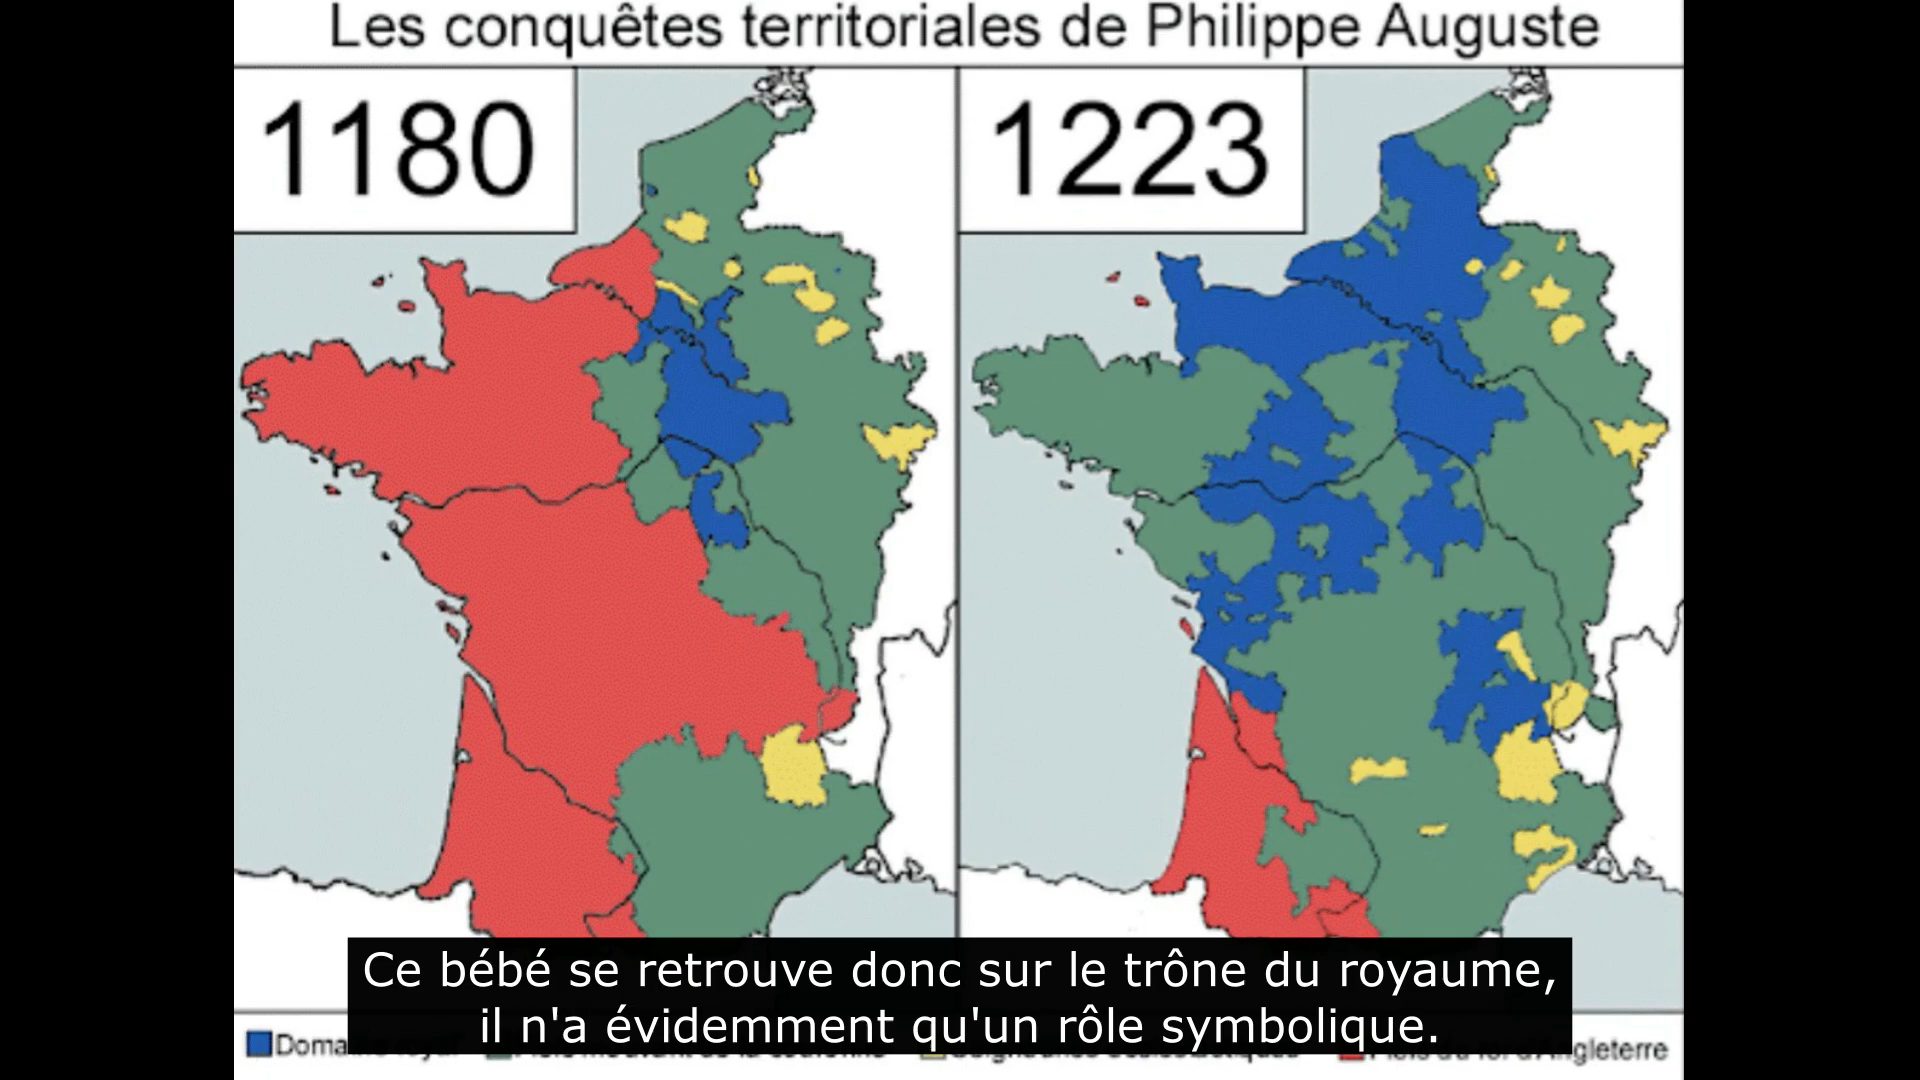 Les conquêtes territoriales de Philippe Auguste
1180
1223
Ce bébé se retrouve donc sur le trône du royaume,
il n'a évidemment qu'un rôle symbolique.